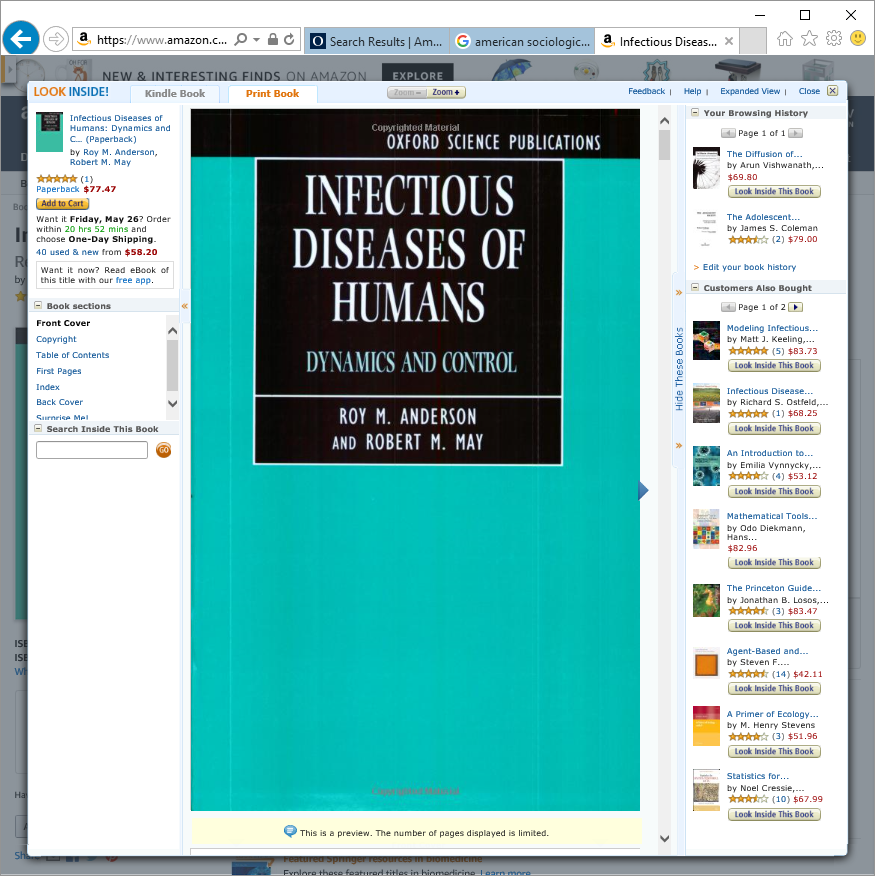 https://www.amazon.c...
Search Results | Am...
american sociologic...
Infectious Diseas...
NEW & INTERESTING FINDS ON AMAZON
EXPLORE
LOOK INSIDE!
Kindle Book
Print Book
Zoom –
Zoom +
Feedback |
Help |
Expanded View |
Close
Infectious Diseases of
Humans: Dynamics and
C... (Paperback)
by Roy M. Anderson,
Robert M. May
(1)
Paperback $77.47
Add to Cart
Want it Friday, May 26? Order
within 20 hrs 52 mins and
choose One-Day Shipping.
40 used & new from $58.20
Want it now? Read eBook of
this title with our free app.
Book sections
Front Cover
Copyright
Table of Contents
First Pages
Index
Back Cover
Surprise Me!
Search Inside This Book
GO
Copyrighted Material
OXFORD SCIENCE PUBLICATIONS
INFECTIOUS
DISEASES OF
HUMANS
DYNAMICS AND CONTROL
ROY M. ANDERSON
AND ROBERT M. MAY
Copyrighted Material
This is a preview. The number of pages displayed is limited.
Hide These Books
Your Browsing History
Page 1 of 1
The Diffusion of...
by Arun Vishwanath,...
$69.80
Look Inside This Book
The Adolescent...
by James S. Coleman
(2) $79.00
> Edit your book history
Customers Also Bought
Page 1 of 2
Modeling Infectious...
by Matt J. Keeling,...
(5) $83.73
Look Inside This Book
Infectious Disease...
by Richard S. Ostfeld,...
(1) $68.25
Look Inside This Book
An Introduction to...
by Emilia Vynnycky,...
(4) $53.12
Look Inside This Book
Mathematical Tools...
by Odo Diekmann,
Hans...
$82.96
Look Inside This Book
The Princeton Guide...
by Jonathan B. Losos,...
(3) $83.47
Look Inside This Book
Agent-Based and...
by Steven F....
(14) $42.11
Look Inside This Book
A Primer of Ecology...
by M. Henry Stevens
(3) $51.96
Look Inside This Book
Statistics for...
by Noel Cressie,...
(10) $67.99
Look Inside This Book
Share
Featured Springer resources in biomedicine
Explore these featured titles in biomedicine. Learn more